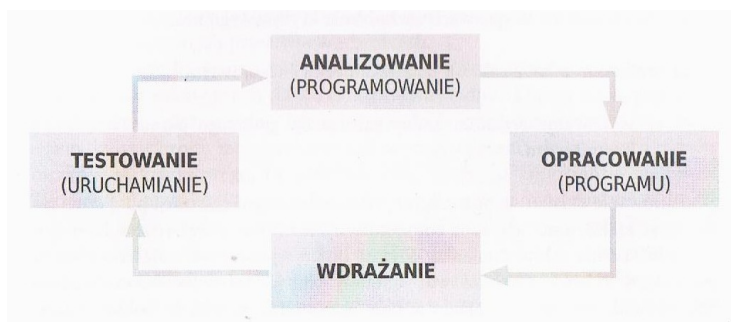 ANALIZOWANIE
(PROGRAMOWANIE)
TESTOWANIE
(URUCHAMIANIE)
OPRACOWANIE
(PROGRAMU)
WDRAŻANIE